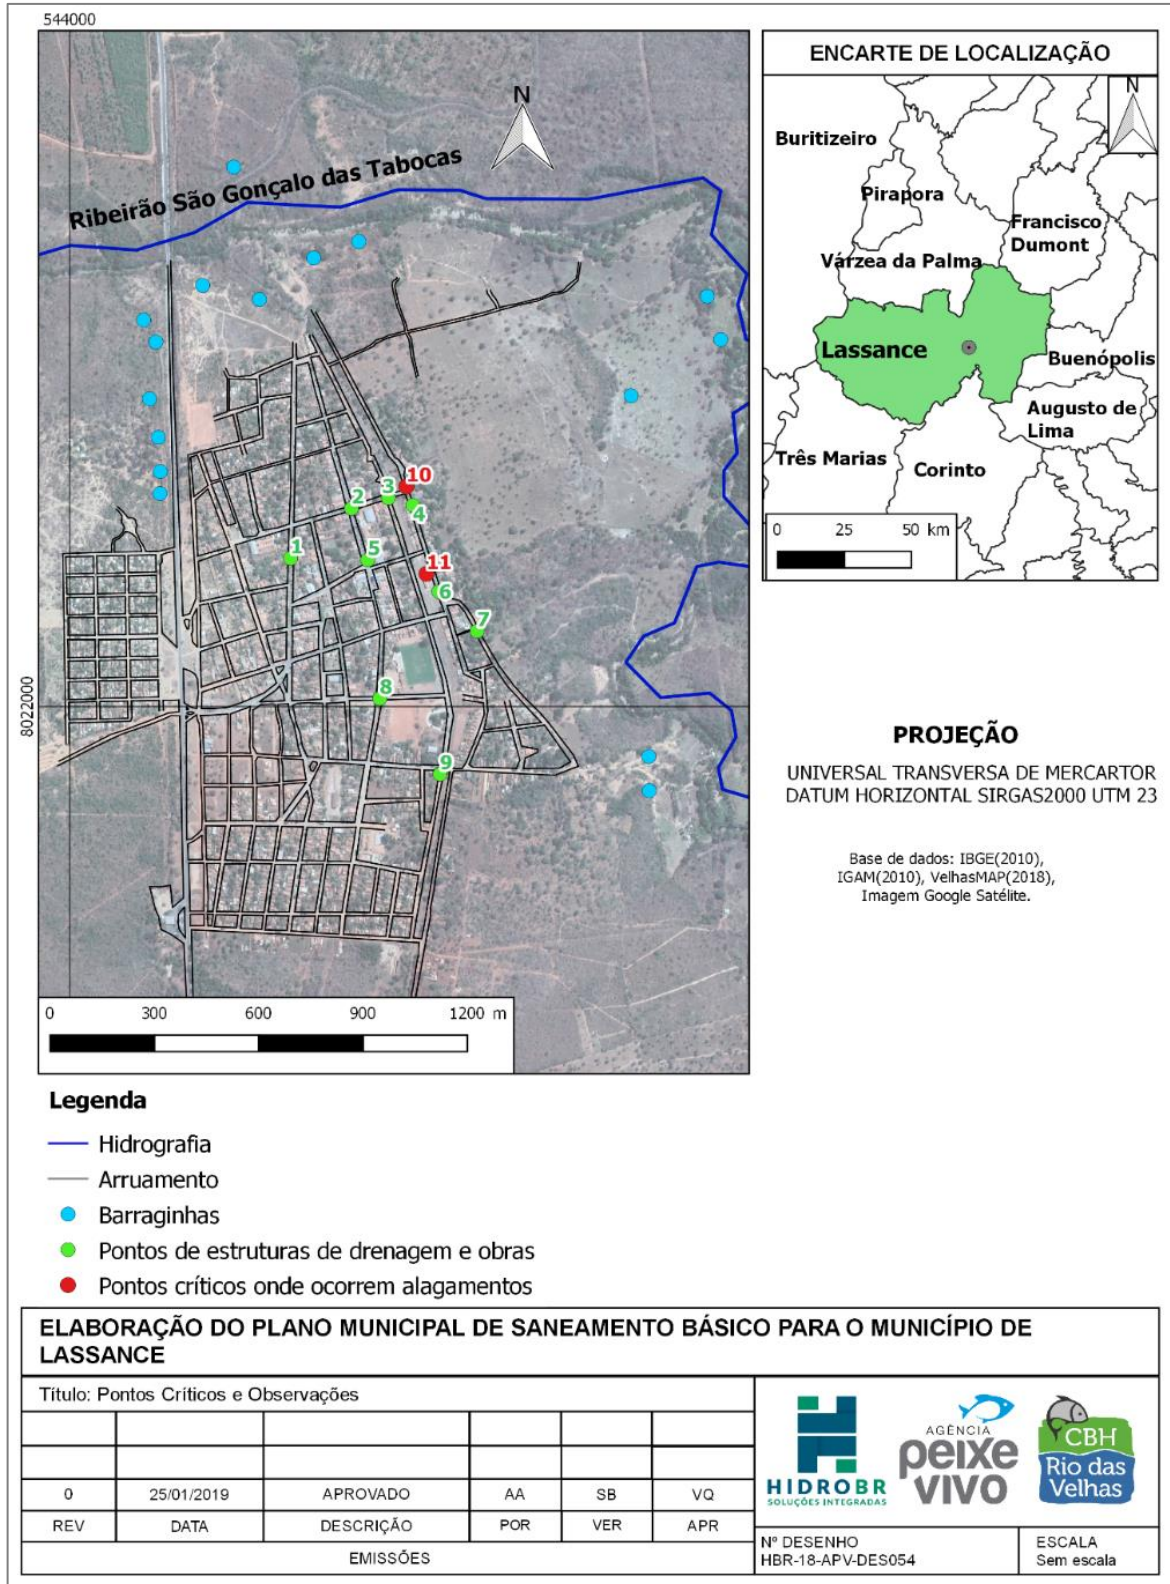 544000
N
Ribeirão São Gonçalo das Tabocas
10
3
2
4
5
1
11
6
7
8
9
8022000
0 300 600 900 1200 m
ENCARTE DE LOCALIZAÇÃO
N
Buritizeiro
Pirapora
Francisco
Dumont
Várzea da Palma
Lassance
Buenópolis
Augusto de
Lima
Três Marias
Corinto
0 25 50 km
PROJEÇÃO
UNIVERSAL TRANSVERSA DE MERCARTOR
DATUM HORIZONTAL SIRGAS2000 UTM 23
Base de dados: IBGE(2010),
IGAM(2010), VelhasMAP(2018),
Imagem Google Satélite.
Legenda
Hidrografia
Arruamento
Barraginhas
Pontos de estruturas de drenagem e obras
Pontos críticos onde ocorrem alagamentos
ELABORAÇÃO DO PLANO MUNICIPAL DE SANEAMENTO BÁSICO PARA O MUNICÍPIO DE
LASSANCE
Título: Pontos Críticos e Observações
0 25/01/2019 APROVADO AA SB VQ
REV DATA DESCRIÇÃO POR VER APR
EMISSÕES
HIDROBR
SOLUÇÕES INTEGRADAS
AGÊNCIA
peixe
VIVO
CBH
Rio das
Velhas
Nº DESENHO
HBR-18-APV-DES054
ESCALA
Sem escala